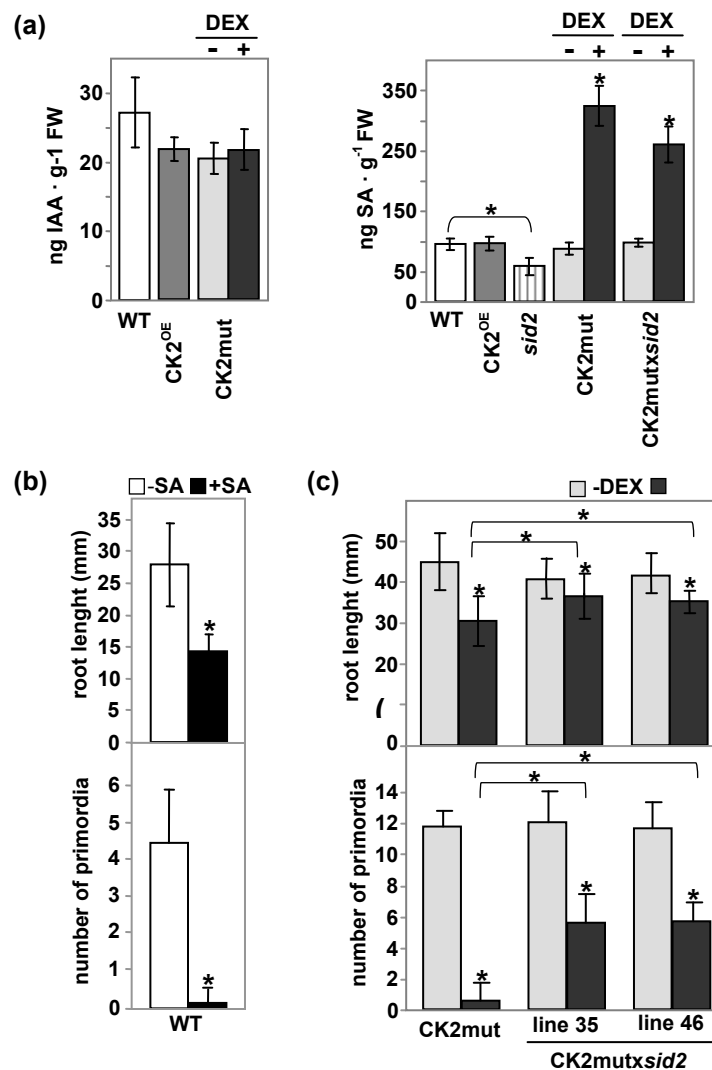 (a)
DEX
- +
ng IAA · g-1 FW
30
20
10
0
WT
CK2OE
CK2mut
DEX DEX
- + - +
ng SA · g-1 FW
350
250
150
50
0
* * *
WT
CK2OE
sid2
CK2mut
CK2mutxsid2
(b)
-SA +SA
root lenght (mm)
35
30
25
20
15
10
5
0
*
number of primordia
6
5
4
3
2
1
0
*
WT
(c)
-DEX
root lenght (mm)
50
40
30
(
0
* * * * *
number of primordia
14
12
10
8
6
4
2
0
* * * * *
CK2mut
line 35
line 46
CK2mutxsid2